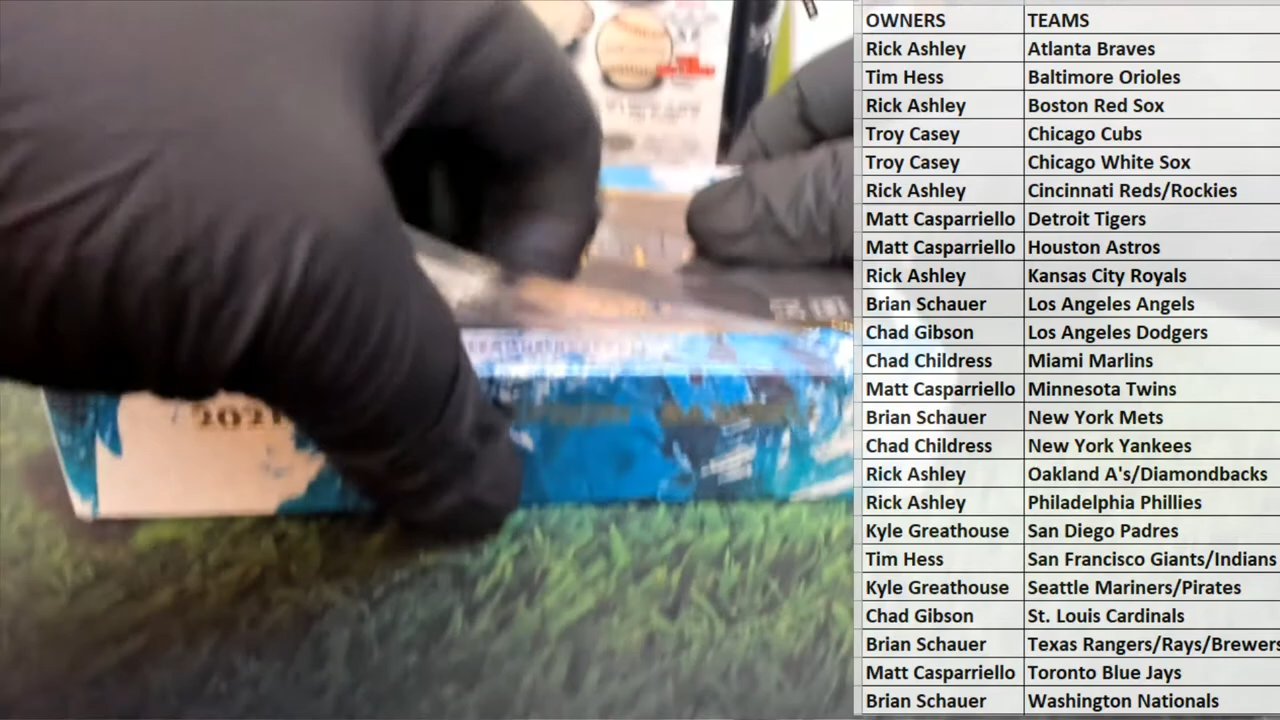 OWNERS TEAMS
Rick Ashley Atlanta Braves
Tim Hess Baltimore Orioles
Rick Ashley Boston Red Sox
Troy Casey Chicago Cubs
Troy Casey Chicago White Sox
Rick Ashley Cincinnati Reds/Rockies
Matt Casparriello Detroit Tigers
Matt Casparriello Houston Astros
Rick Ashley Kansas City Royals
Brian Schauer Los Angeles Angels
Chad Gibson Los Angeles Dodgers
Chad Childress Miami Marlins
Matt Casparriello Minnesota Twins
Brian Schauer New York Mets
Chad Childress New York Yankees
Rick Ashley Oakland A's/Diamondbacks
Rick Ashley Philadelphia Phillies
Kyle Greathouse San Diego Padres
Tim Hess San Francisco Giants/Indians
Kyle Greathouse Seattle Mariners/Pirates
Chad Gibson St. Louis Cardinals
Brian Schauer Texas Rangers/Rays/Brewers
Matt Casparriello Toronto Blue Jays
Brian Schauer Washington Nationals
2021